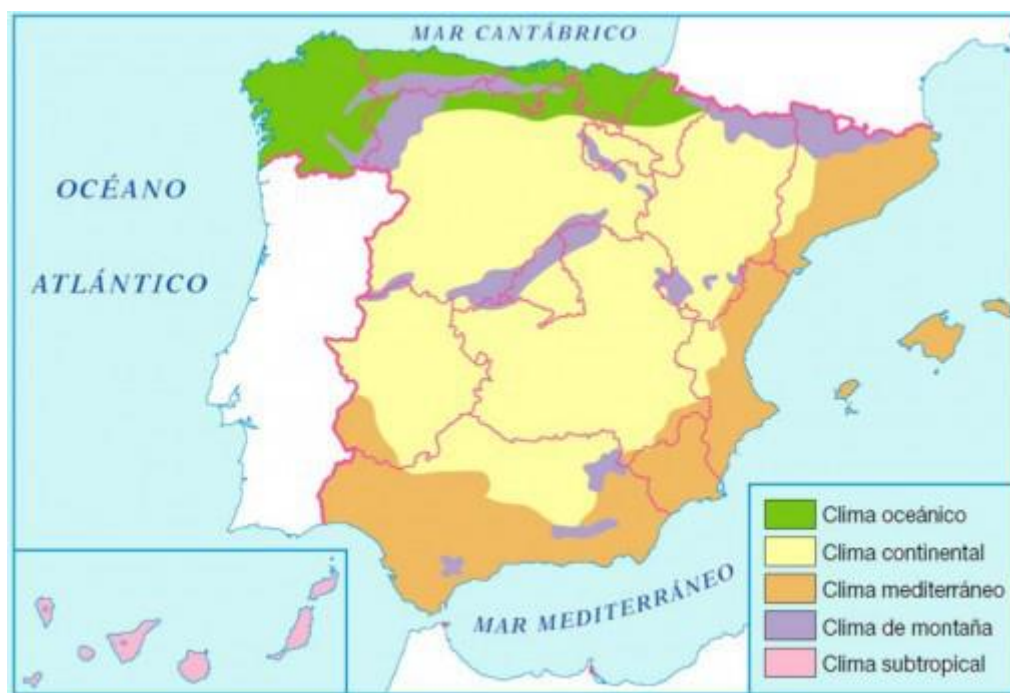 MAR CANTÁBRICO
OCÉANO
ATLÁNTICO
MAR MEDITERRÁNEO
Clima oceánico
Clima continental
Clima mediterráneo
Clima de montaña
Clima subtropical